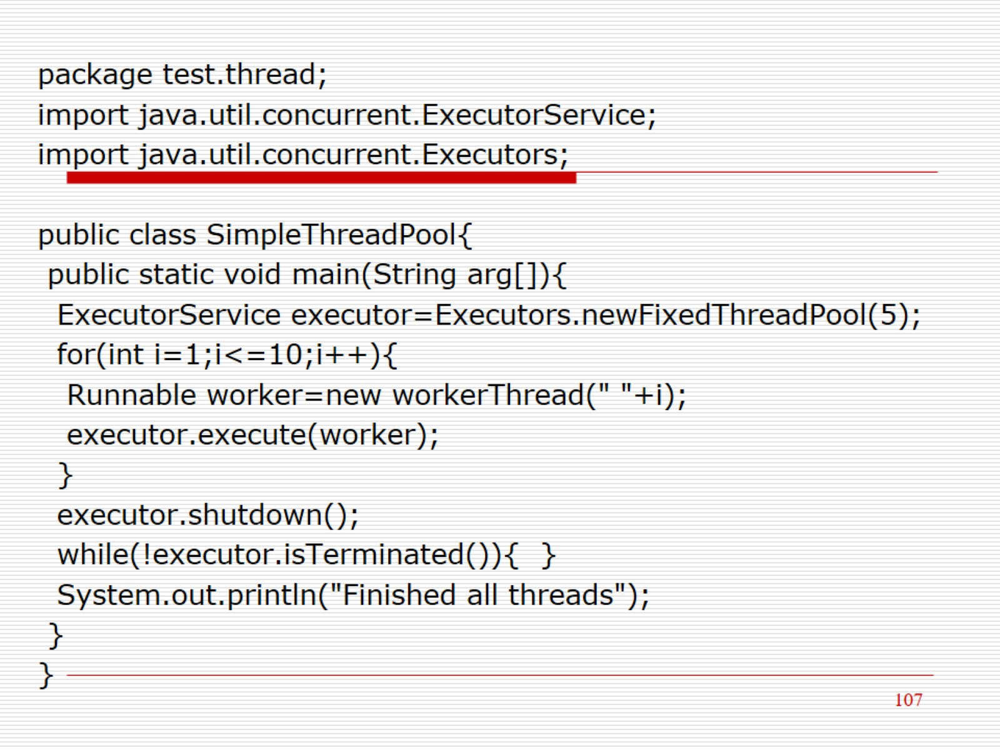 package test.thread;
import java.util.concurrent.ExecutorService;
import java.util.concurrent.Executors;
public class SimpleThreadPool{
public static void main(String arg[]){
ExecutorService executor=Executors.newFixedThreadPool(5);
for(int i=1;i<=10;i++){
Runnable worker=new workerThread(" "+i);
executor.execute(worker);
}
executor.shutdown();
while(!executor.isTerminated()){  }
System.out.println("Finished all threads");
}
}
107